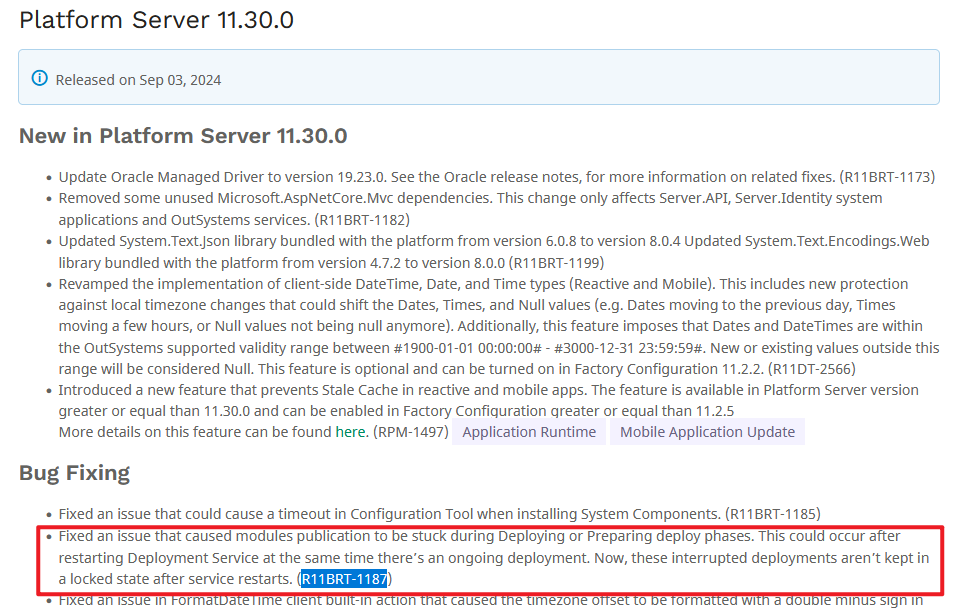 Platform Server 11.30.0
Released on Sep 03, 2024
New in Platform Server 11.30.0
• Update Oracle Managed Driver to version 19.23.0. See the Oracle release notes, for more information on related fixes. (R11BRT-1173)
• Removed some unused Microsoft.AspNetCore.Mvc dependencies. This change only affects Server.API, Server.Identity system
applications and OutSystems services. (R11BRT-1182)
• Updated System.Text.Json library bundled with the platform from version 6.0.8 to version 8.0.4 Updated System.Text.Encodings.Web
library bundled with the platform from version 4.7.2 to version 8.0.0 (R11BRT-1199)
• Revamped the implementation of client-side DateTime, Date, and Time types (Reactive and Mobile). This includes new protection
against local timezone changes that could shift the Dates, Times, and Null values (e.g. Dates moving to the previous day, Times
moving a few hours, or Null values not being null anymore). Additionally, this feature imposes that Dates and DateTimes are within
the OutSystems supported validity range between #1900-01-01 00:00:00# - #3000-12-31 23:59:59#. New or existing values outside this
range will be considered Null. This feature is optional and can be turned on in Factory Configuration 11.2.2. (R11DT-2566)
• Introduced a new feature that prevents Stale Cache in reactive and mobile apps. The feature is available in Platform Server version
greater or equal than 11.30.0 and can be enabled in Factory Configuration greater or equal than 11.2.5
More details on this feature can be found here. (RPM-1497) Application Runtime Mobile Application Update
Bug Fixing
• Fixed an issue that could cause a timeout in Configuration Tool when installing System Components. (R11BRT-1185)
• Fixed an issue that caused modules publication to be stuck during Deploying or Preparing deploy phases. This could occur after
restarting Deployment Service at the same time there's an ongoing deployment. Now, these interrupted deployments aren't kept in
a locked state after service restarts. (R11BRT-1187)
• Fixed an issue in FormatDateTime client built-in action that caused the timezone offset to be formatted with a double minus sign in